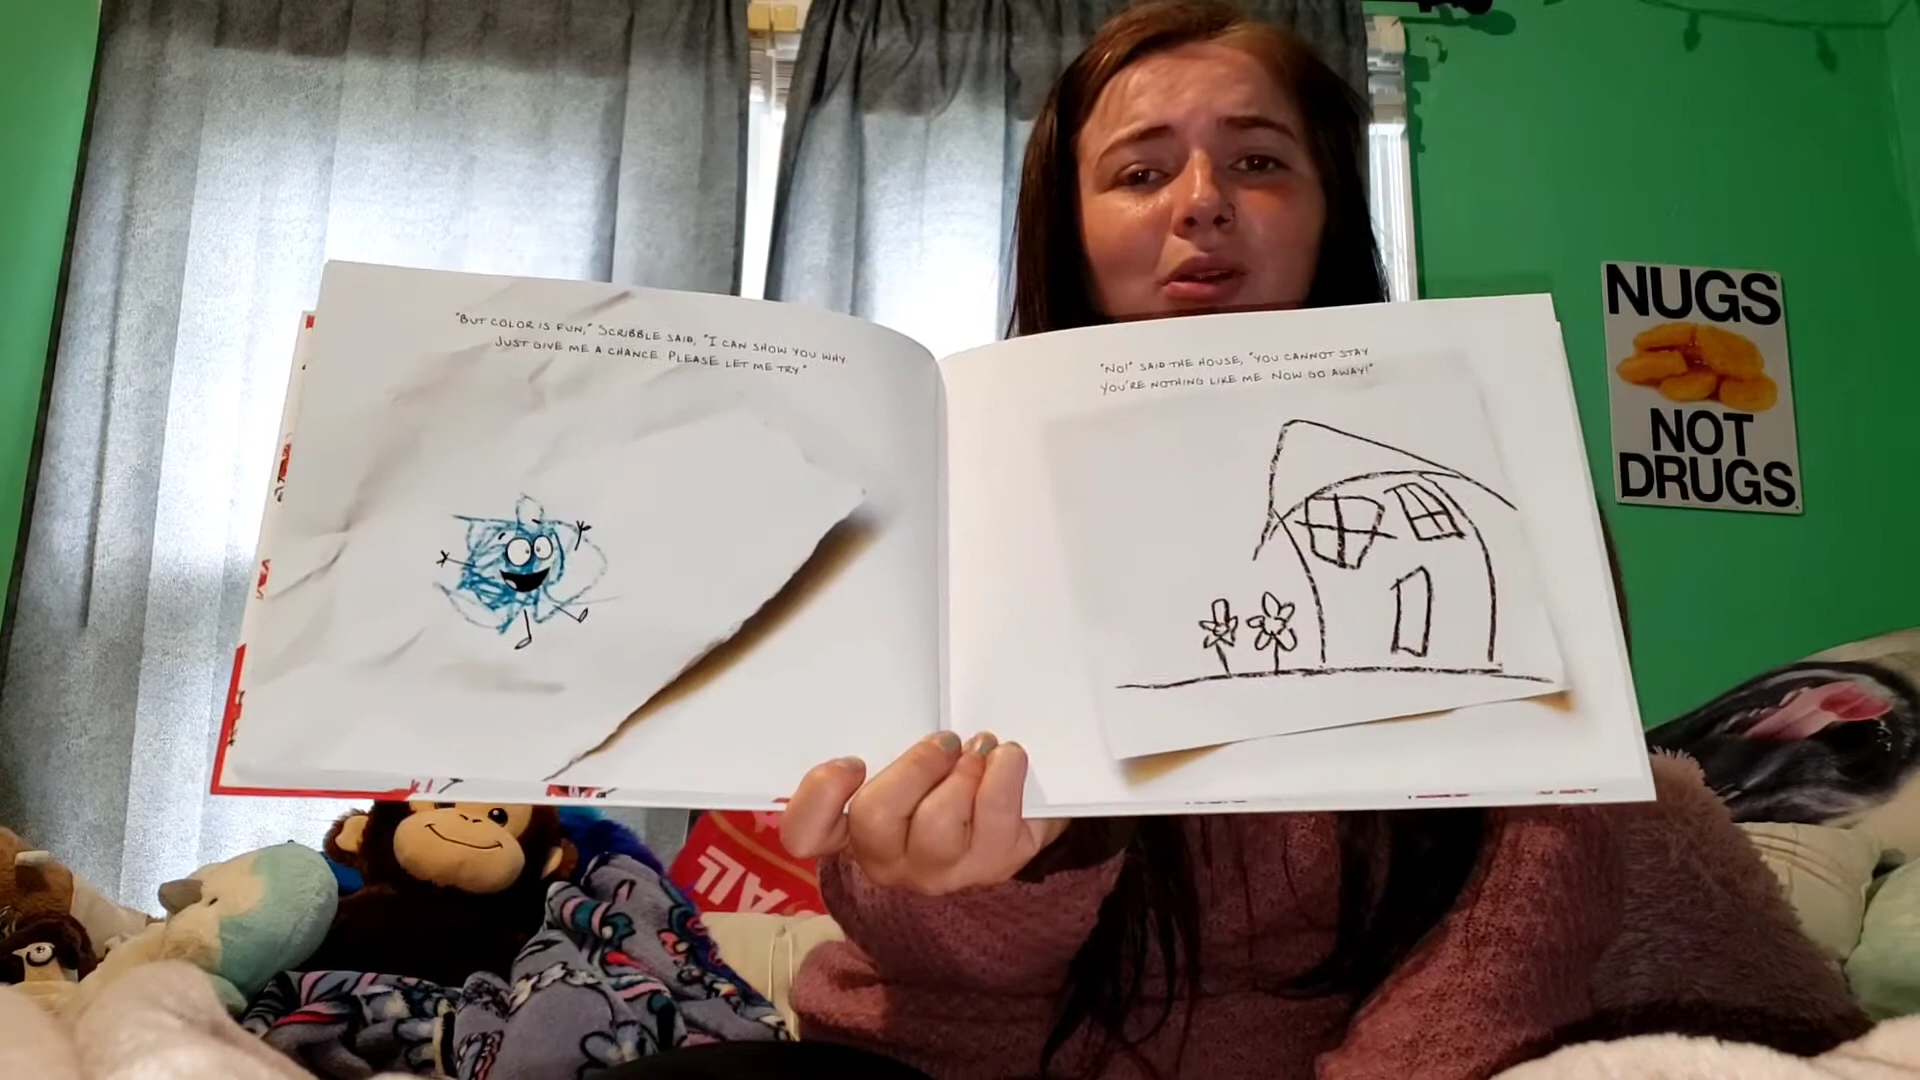 "BUT COLOR IS FUN," SCRIBBLE SAID, "I CAN SHOW YOU WHY
JUST GIVE ME A CHANCE. PLEASE LET ME TRY"
"NO!" SAID THE HOUSE, "YOU CANNOT STAY
YOU'RE NOTHING LIKE ME NOW GO AWAY!"
NUGS
NOT
DRUGS
ALL